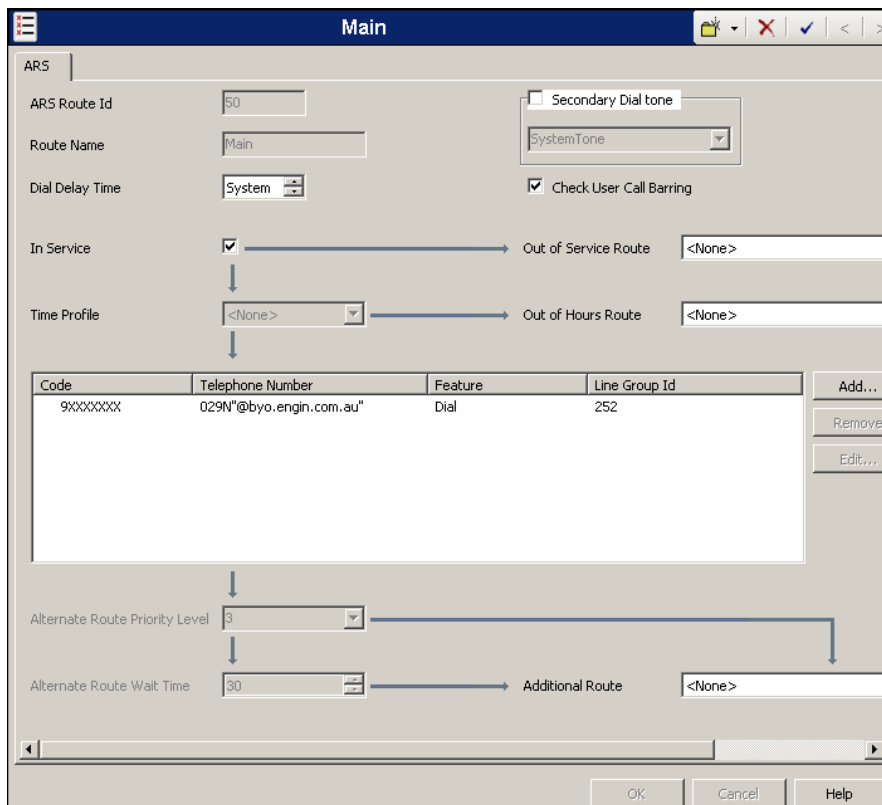 Main
ARS
ARS Route Id 50
Secondary Dial tone
Route Name Main
SystemTone
Dial Delay Time System
Check User Call Barring
In Service
Out of Service Route <None>
Time Profile <None>
Out of Hours Route <None>
Code Telephone Number Feature Line Group Id
9XXXXXXX 029N"@byo.engin.com.au" Dial 252
Add...
Remove
Edit...
Alternate Route Priority Level 3
Alternate Route Wait Time 30
Additional Route <None>
OK Cancel Help